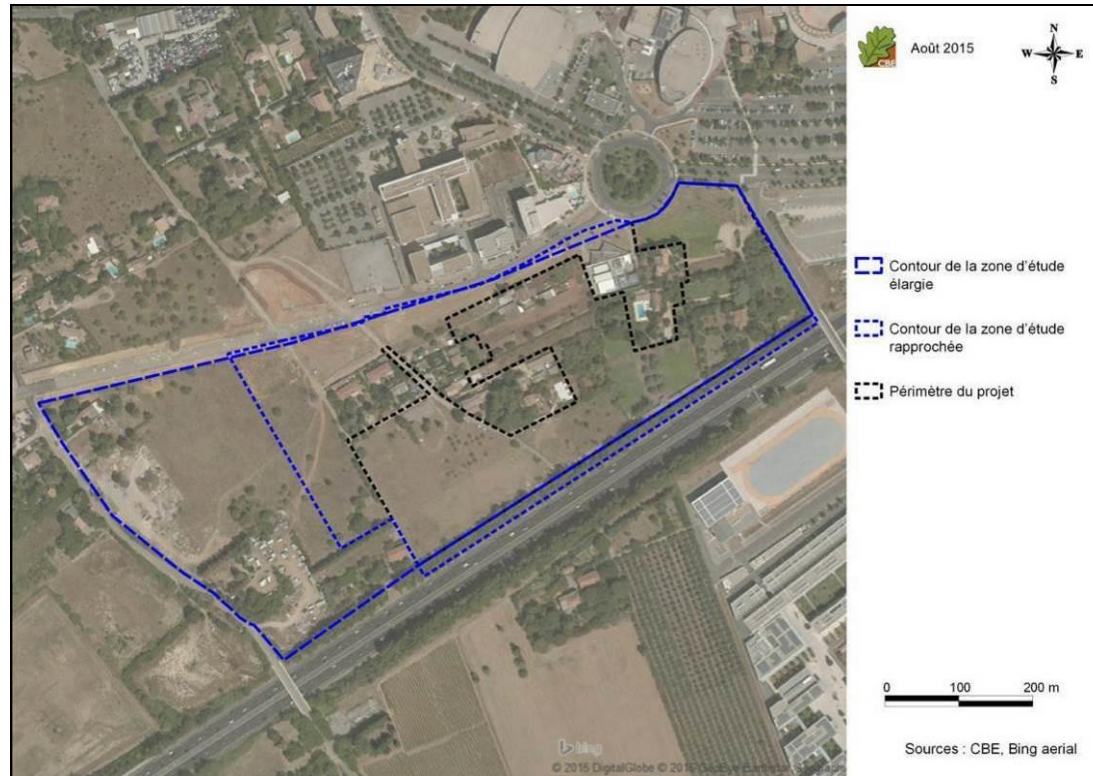 CBE
Août 2015
N
W E
S
Contour de la zone d'étude
élargie
Contour de la zone d'étude
rapprochée
Périmètre du projet
0 100 200 m
Sources : CBE, Bing aerial
bing
© 2015 DigitalGlobe © 2015